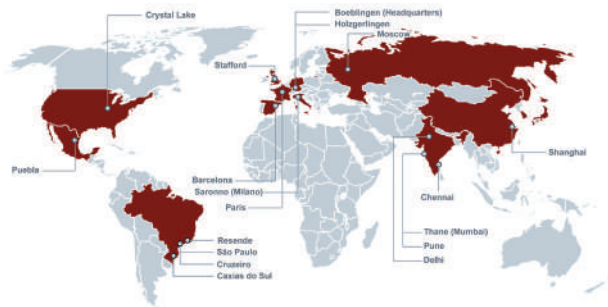 Crystal Lake
Boeblingen (Headquarters)
Holzgerlingen
Moscow
Stafford
Puebla
Barcelona
Saronno (Milano)
Paris
Shanghai
Chennai
Thane (Mumbai)
Pune
Delhi
Resende
São Paulo
Cruzeiro
Caxias do Sul